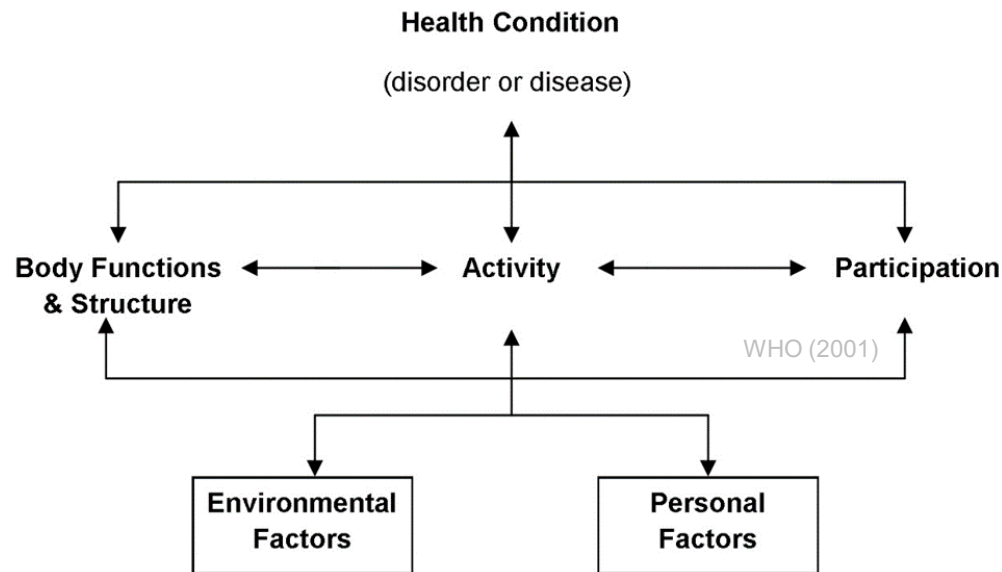 Health Condition
(disorder or disease)
Body Functions
& Structure
Activity
Participation
WHO (2001)
Environmental
Factors
Personal
Factors